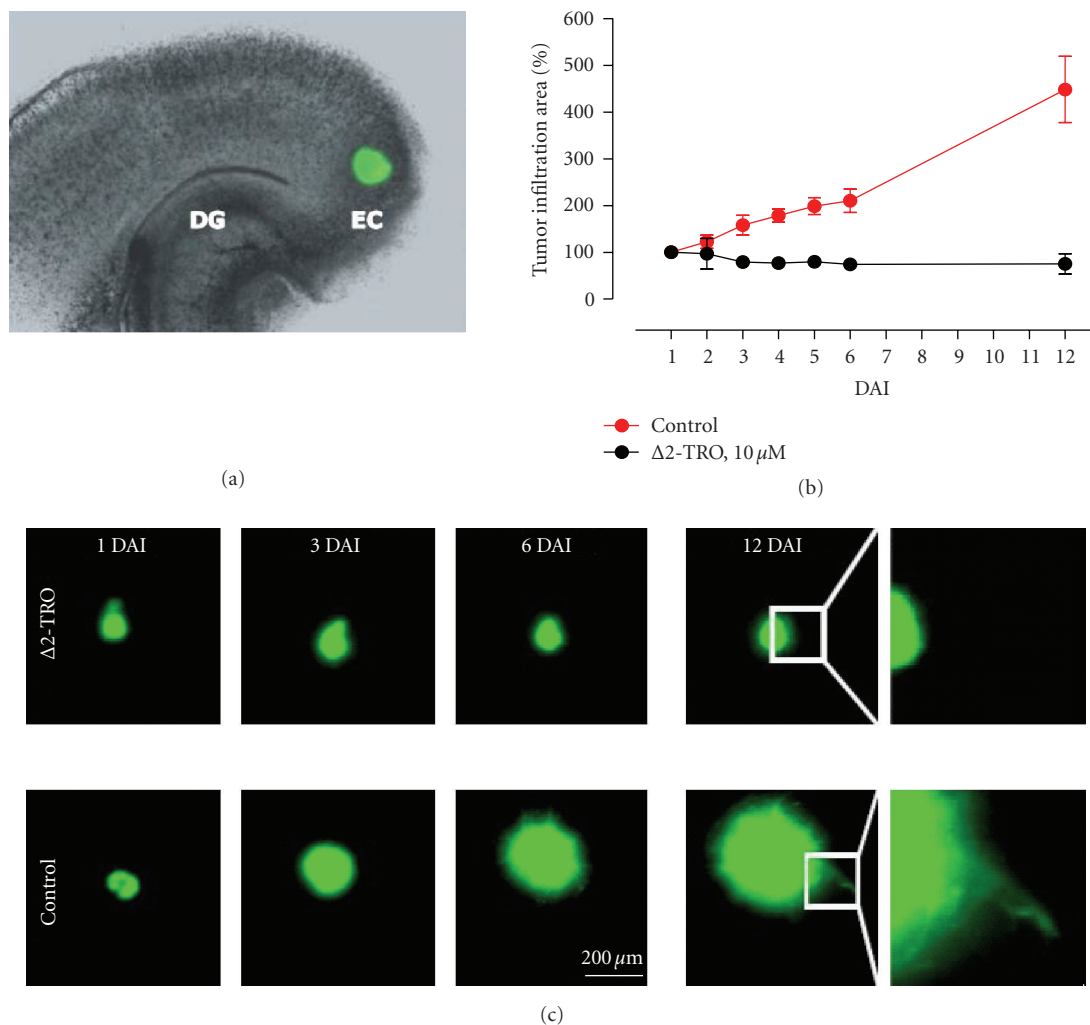 DG
EC
(a)
Tumor infiltration area (%)
600
500
400
300
200
100
0
1 2 3 4 5 6 7 8 9 10 11 12
DAI
Control
Δ2-TRO, 10 μM
(b)
1 DAI
3 DAI
6 DAI
12 DAI
Δ2-TRO
Control
200 μm
(c)